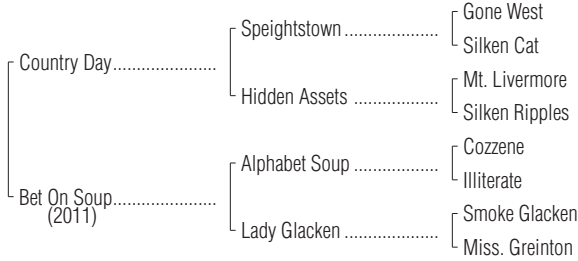 Gone West
Speightstown
Silken Cat
Country Day
Mt. Livermore
Hidden Assets
Silken Ripples
Cozzene
Alphabet Soup
Illiterate
Bet On Soup
(2011)
Smoke Glacken
Lady Glacken
Miss. Greinton